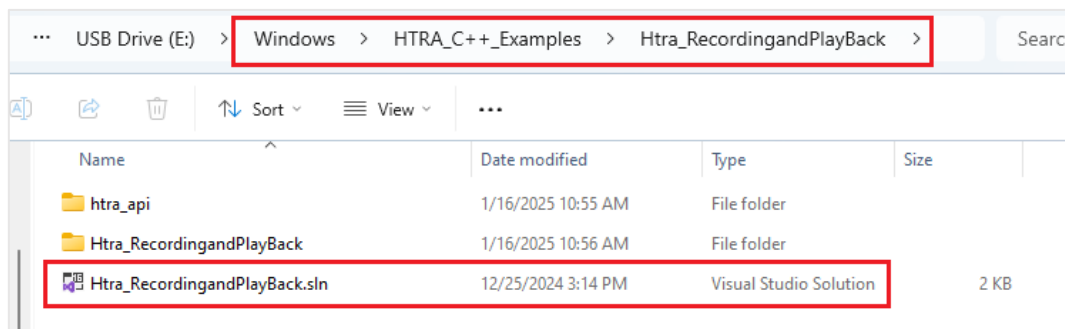 ··· USB Drive (E:) > Windows > HTRA_C++_Examples > Htra_RecordingandPlayBack >
Sort View ···
Name Date modified Type Size
htra_api 1/16/2025 10:55 AM File folder
Htra_RecordingandPlayBack 1/16/2025 10:56 AM File folder
Htra_RecordingandPlayBack.sln 12/25/2024 3:14 PM Visual Studio Solution 2 KB